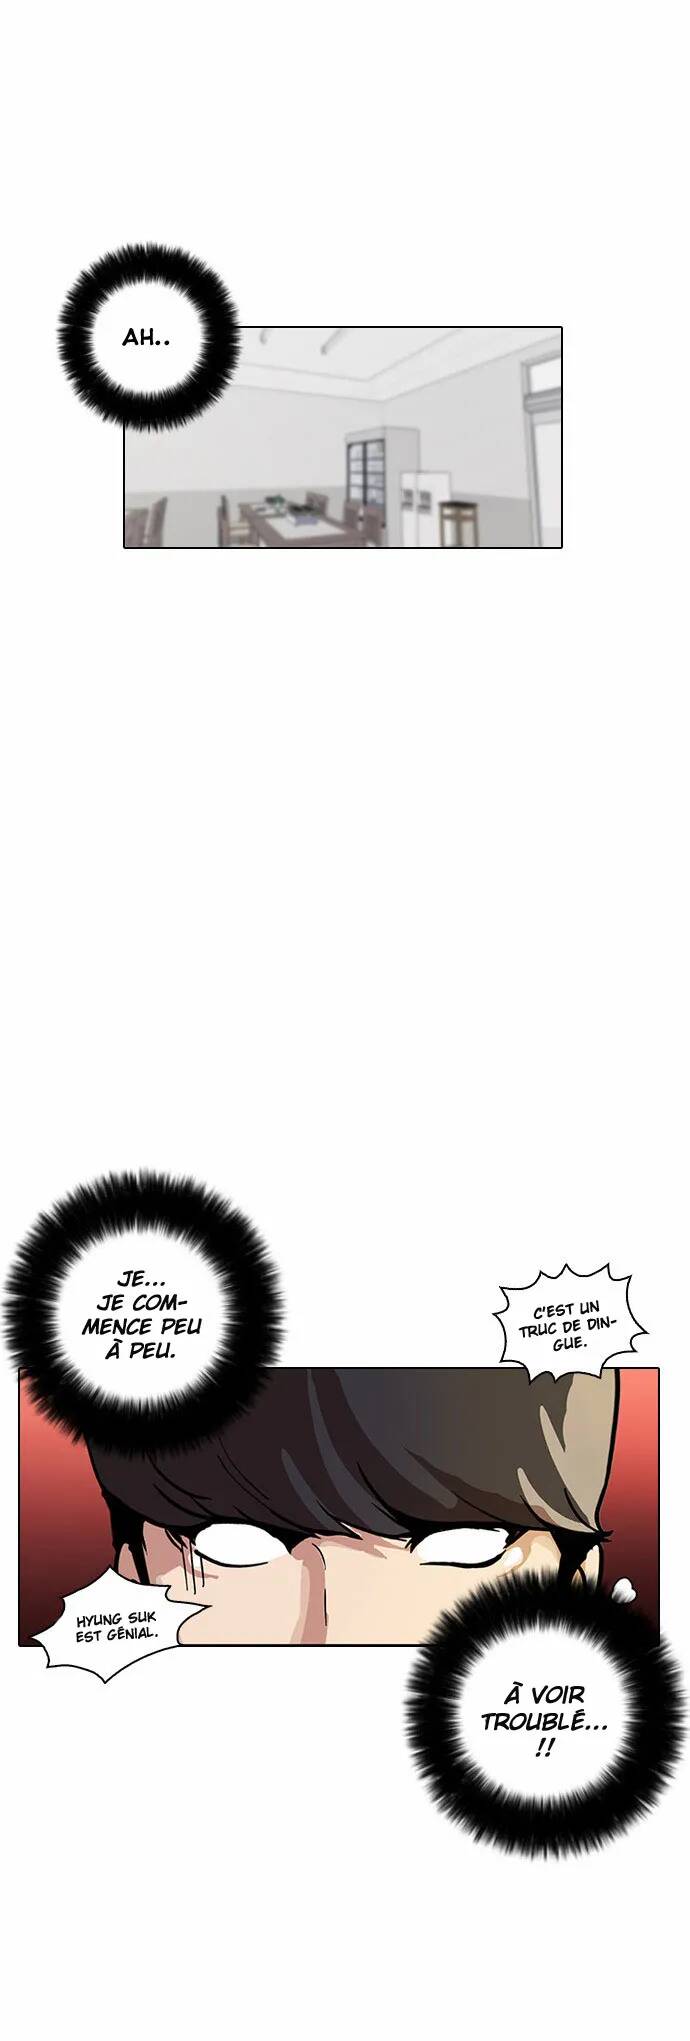 AH..
JE...
JE COM-
MENCE PEU
À PEU.
C'EST UN
TRUC DE DIN-
GUE.
HYUNG SUK
EST GÉNIAL.
À VOIR
TROUBLÉ...
!!